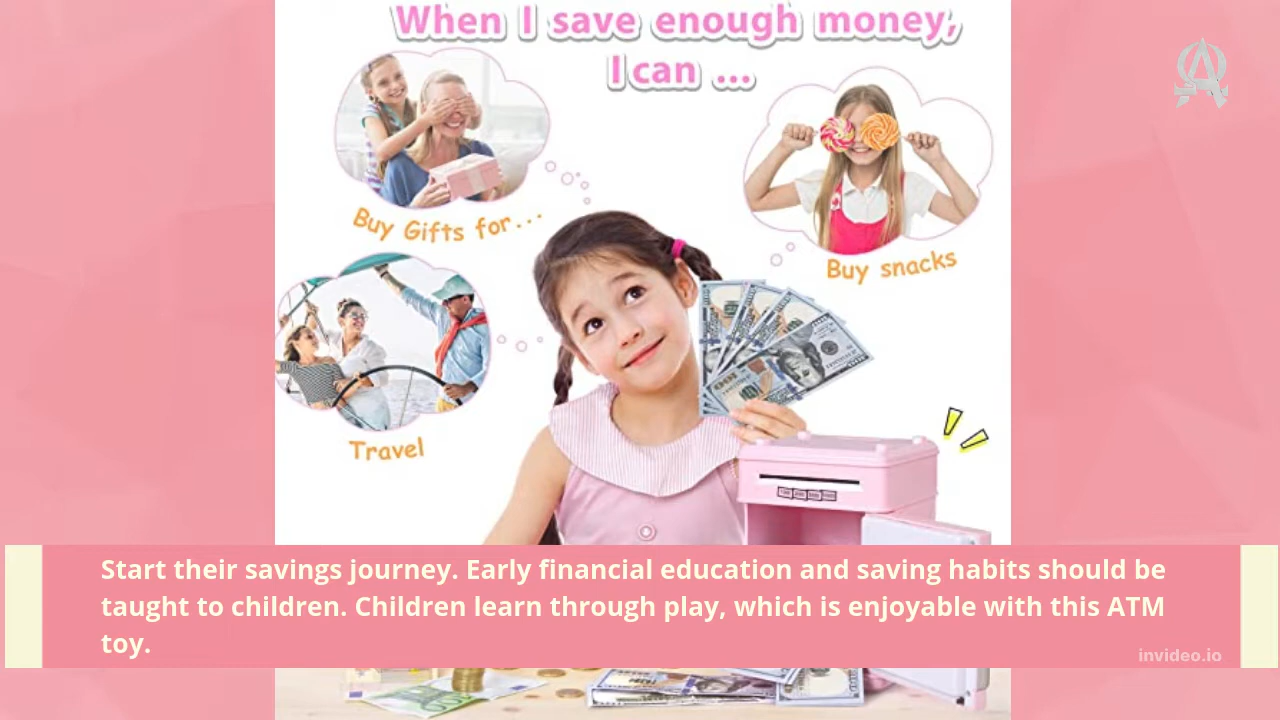 When I save enough money,
I can ...
Buy Gifts for...
Buy snacks
Travel
Start their savings journey. Early financial education and saving habits should be
taught to children. Children learn through play, which is enjoyable with this ATM
toy.
invideo.io